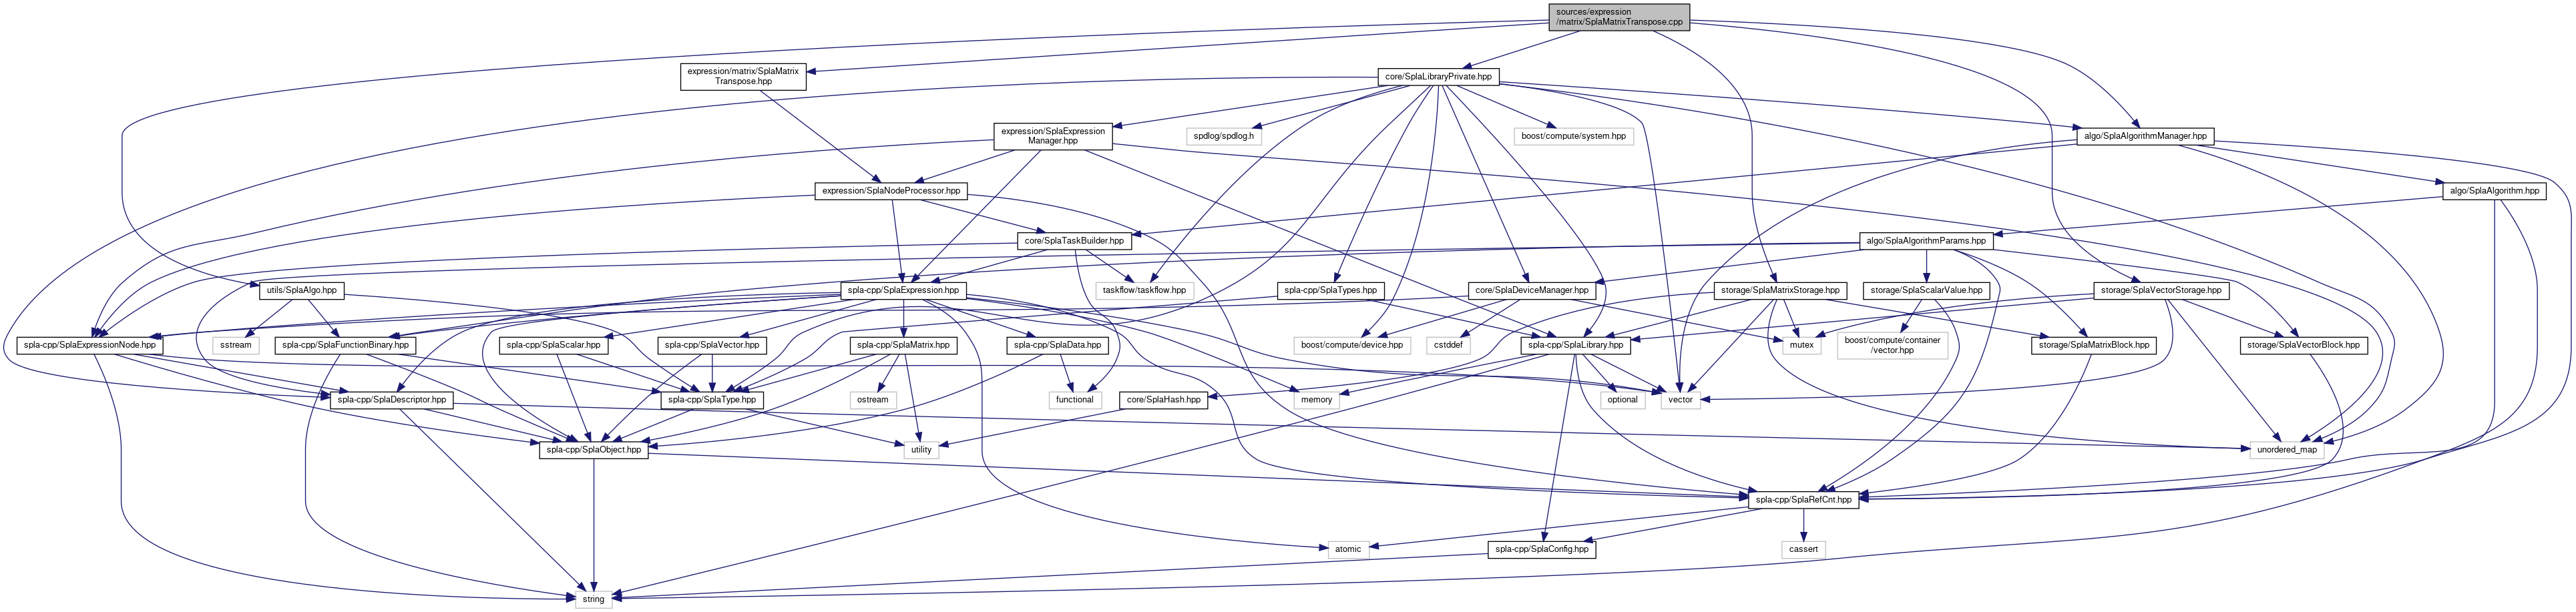 sources/expression
/matrix/SplaMatrixTranspose.cpp
expression/matrix/SplaMatrix
Transpose.hpp
core/SplaLibraryPrivate.hpp
expression/SplaExpression
Manager.hpp
spdlog/spdlog.h
boost/compute/system.hpp
algo/SplaAlgorithmManager.hpp
expression/SplaNodeProcessor.hpp
algo/SplaAlgorithm.hpp
core/SplaTaskBuilder.hpp
algo/SplaAlgorithmParams.hpp
utils/SplaAlgo.hpp
spla-cpp/SplaExpression.hpp
taskflow/taskflow.hpp
spla-cpp/SplaTypes.hpp
core/SplaDeviceManager.hpp
storage/SplaMatrixStorage.hpp
storage/SplaScalarValue.hpp
storage/SplaVectorStorage.hpp
spla-cpp/SplaExpressionNode.hpp
sstream
spla-cpp/SplaFunctionBinary.hpp
spla-cpp/SplaScalar.hpp
spla-cpp/SplaVector.hpp
spla-cpp/SplaMatrix.hpp
spla-cpp/SplaData.hpp
boost/compute/device.hpp
cstddef
spla-cpp/SplaLibrary.hpp
mutex
boost/compute/container
/vector.hpp
storage/SplaMatrixBlock.hpp
storage/SplaVectorBlock.hpp
spla-cpp/SplaDescriptor.hpp
spla-cpp/SplaType.hpp
ostream
functional
core/SplaHash.hpp
memory
optional
vector
spla-cpp/SplaObject.hpp
utility
unordered_map
spla-cpp/SplaRefCnt.hpp
atomic
spla-cpp/SplaConfig.hpp
cassert
string